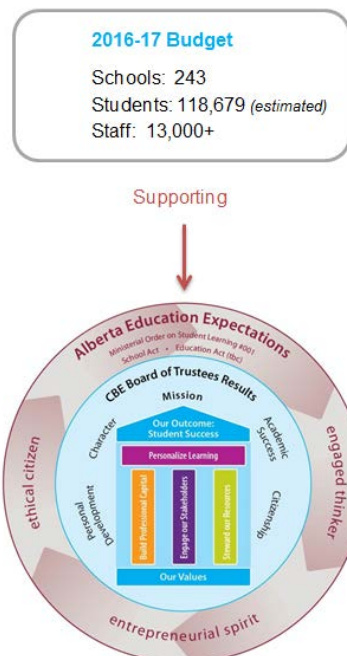 2016-17 Budget
Schools: 243
Students: 118,679 (estimated)
Staff: 13,000+
Supporting
Alberta Education Expectations
Ministerial Order on Student Learning #001
School Act • Education Act (tbc)
CBE Board of Trustees Results
Mission
Character
Academic Success
Our Outcome:
Student Success
Personalize Learning
Build Professional Capital
Engage our Stakeholders
Steward our Resources
Personal Development
Citizenship
Our Values
ethical citizen
engaged thinker
entrepreneurial spirit